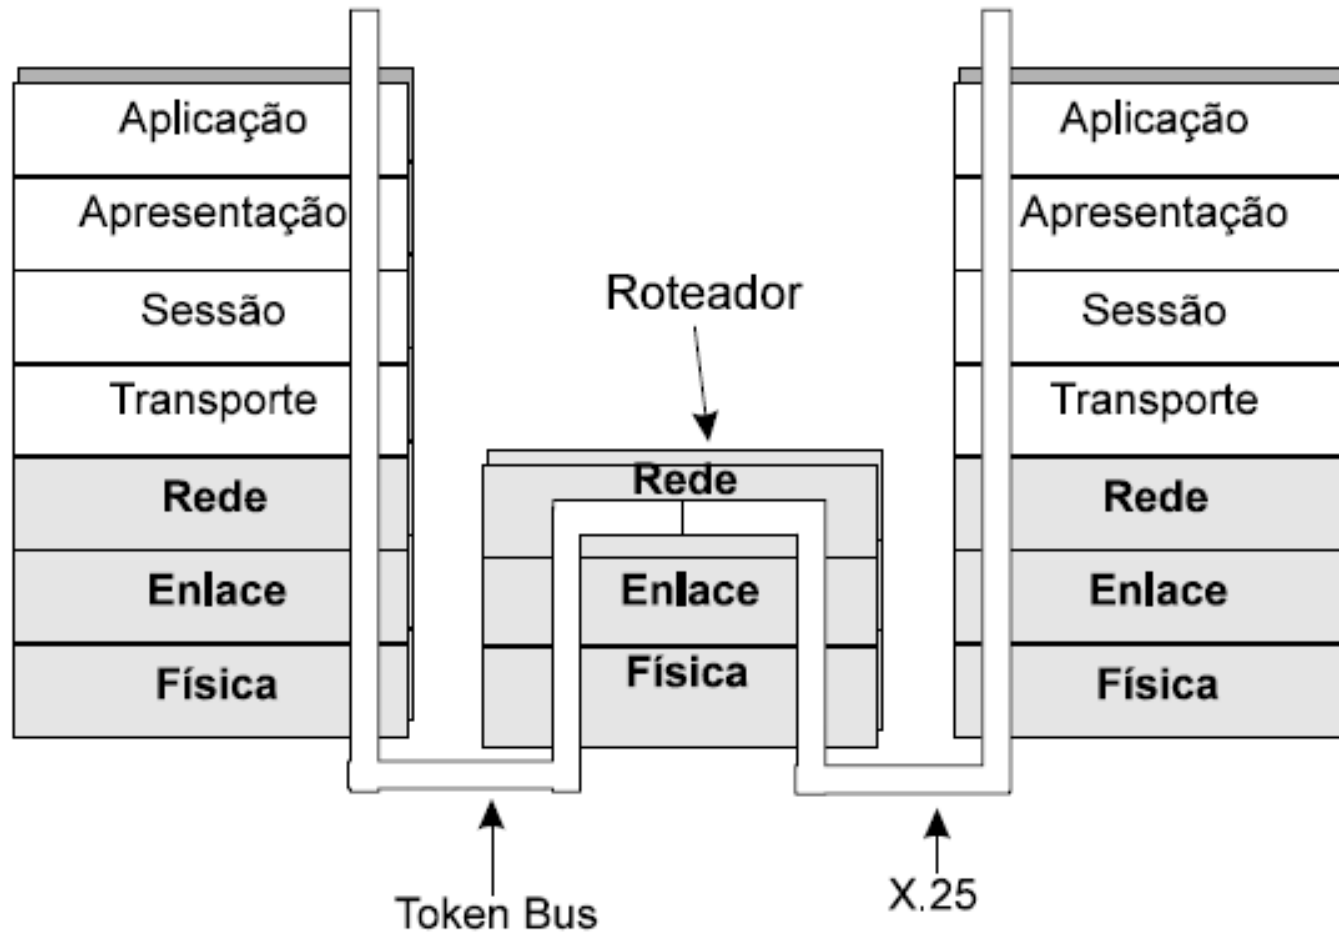 Aplicação
Apresentação
Sessão
Transporte
Rede
Enlace
Física
Roteador
Rede
Enlace
Física
Aplicação
Apresentação
Sessão
Transporte
Rede
Enlace
Física
Token Bus
X.25